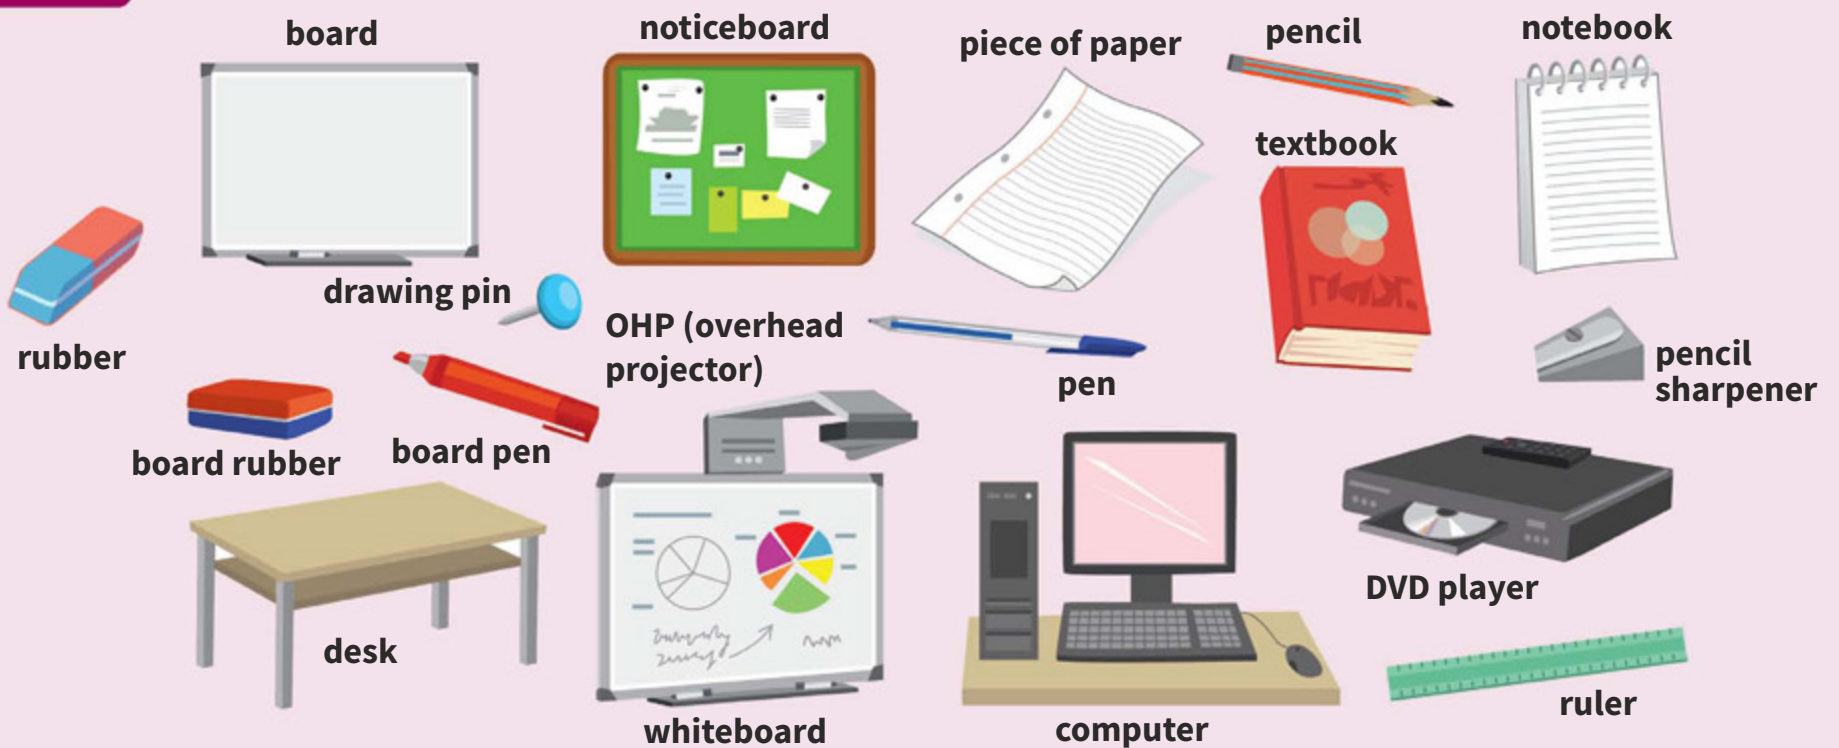 board
noticeboard
piece of paper
pencil
notebook
textbook
drawing pin
rubber
OHP (overhead
projector)
pen
pencil
sharpener
board rubber
board pen
DVD player
desk
whiteboard
computer
ruler